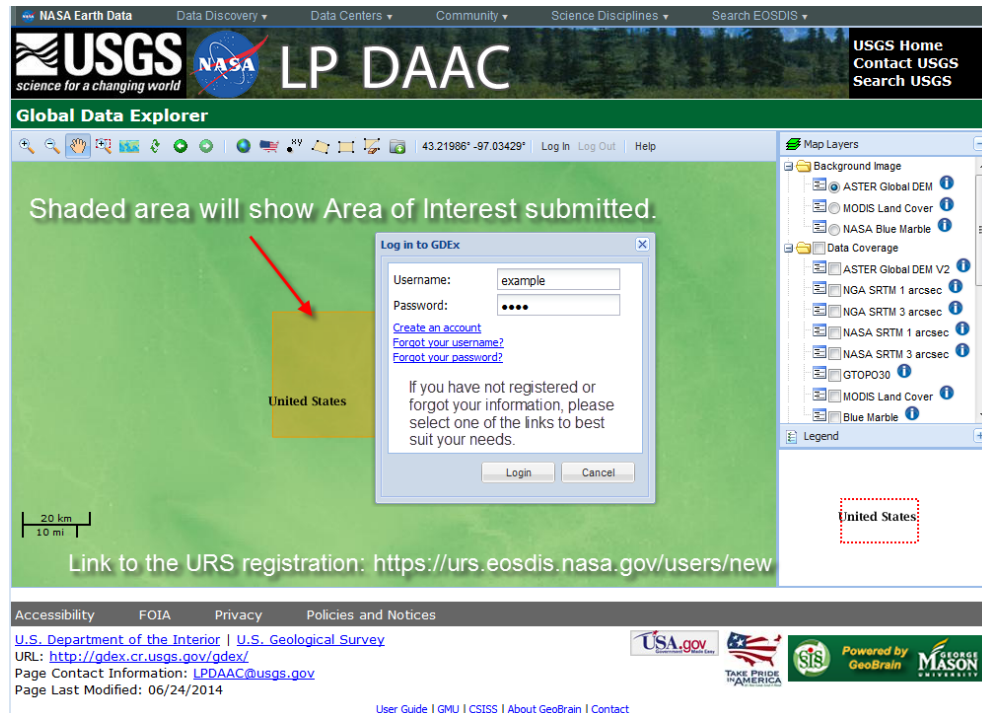 NASA Earth Data Data Discovery Data Centers Community Science Disciplines Search EOSDIS
USGS
science for a changing world
NASA
LP DAAC
USGS Home
Contact USGS
Search USGS
Global Data Explorer
XY
43.21986° -97.03429° Log In Log Out Help
Shaded area will show Area of Interest submitted.
Log in to GDEx
Username: example
Password: ••••
Create an account
Forgot your username?
Forgot your password?
If you have not registered or
forgot your information, please
select one of the links to best
suit your needs.
Login Cancel
United States
20 km
10 mi
Link to the URS registration: https://urs.eosdis.nasa.gov/users/new
Map Layers
Background Image
ASTER Global DEM
MODIS Land Cover
NASA Blue Marble
Data Coverage
ASTER Global DEM V2
NGA SRTM 1 arcsec
NGA SRTM 3 arcsec
NASA SRTM 1 arcsec
NASA SRTM 3 arcsec
GTOPO30
MODIS Land Cover
Blue Marble
Legend
United States
Accessibility FOIA Privacy Policies and Notices
U.S. Department of the Interior | U.S. Geological Survey
URL: http://gdex.cr.usgs.gov/gdex/
Page Contact Information: LPDAAC@usgs.gov
Page Last Modified: 06/24/2014
USA.gov
Government Made Easy
TAKE PRIDE
IN AMERICA
SIS
Powered by
GeoBrain
GEORGE
MASON
UNIVERSITY
User Guide | GMU | CSISS | About GeoBrain | Contact